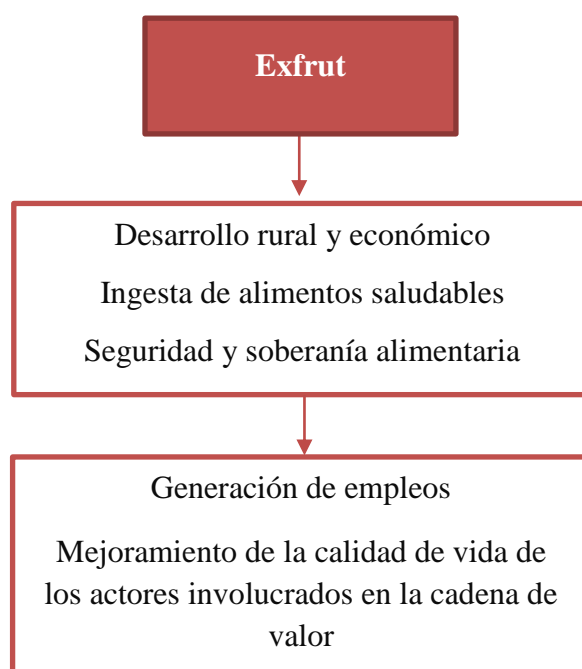 Exfrut
Desarrollo rural y económico
Ingesta de alimentos saludables
Seguridad y soberanía alimentaria
Generación de empleos
Mejoramiento de la calidad de vida de
los actores involucrados en la cadena de
valor